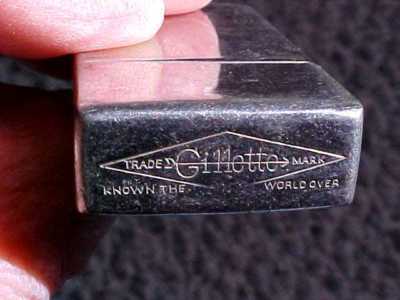 TRADE Gillette MARK
KNOWN THE WORLD OVER